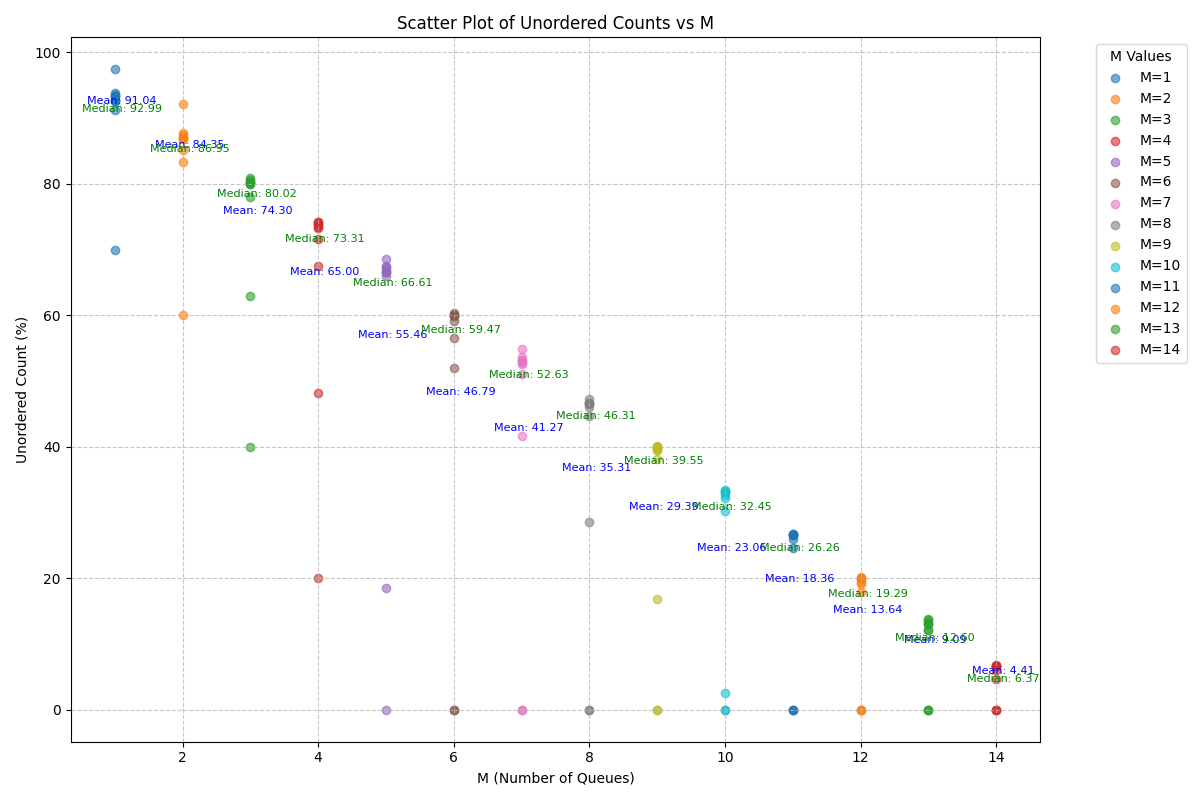 Scatter Plot of Unordered Counts vs M
Unordered Count (%)
100
80
60
40
20
0
Mean: 91.04
Median: 92.99
Mean: 84.35
Median: 86.95
Median: 80.02
Mean: 74.30
Median: 73.31
Mean: 65.00
Median: 66.61
Mean: 55.46
Median: 59.47
Mean: 46.79
Median: 52.63
Mean: 41.27
Median: 46.31
Mean: 35.31
Median: 39.55
Mean: 29.39
Median: 32.45
Mean: 23.06
Median: 26.26
Mean: 18.36
Median: 19.29
Mean: 13.64
Median: 12.60
Mean: 9.09
Mean: 4.41
Median: 6.37
2
4
6
8
10
12
14
M (Number of Queues)
M Values
M=1
M=2
M=3
M=4
M=5
M=6
M=7
M=8
M=9
M=10
M=11
M=12
M=13
M=14